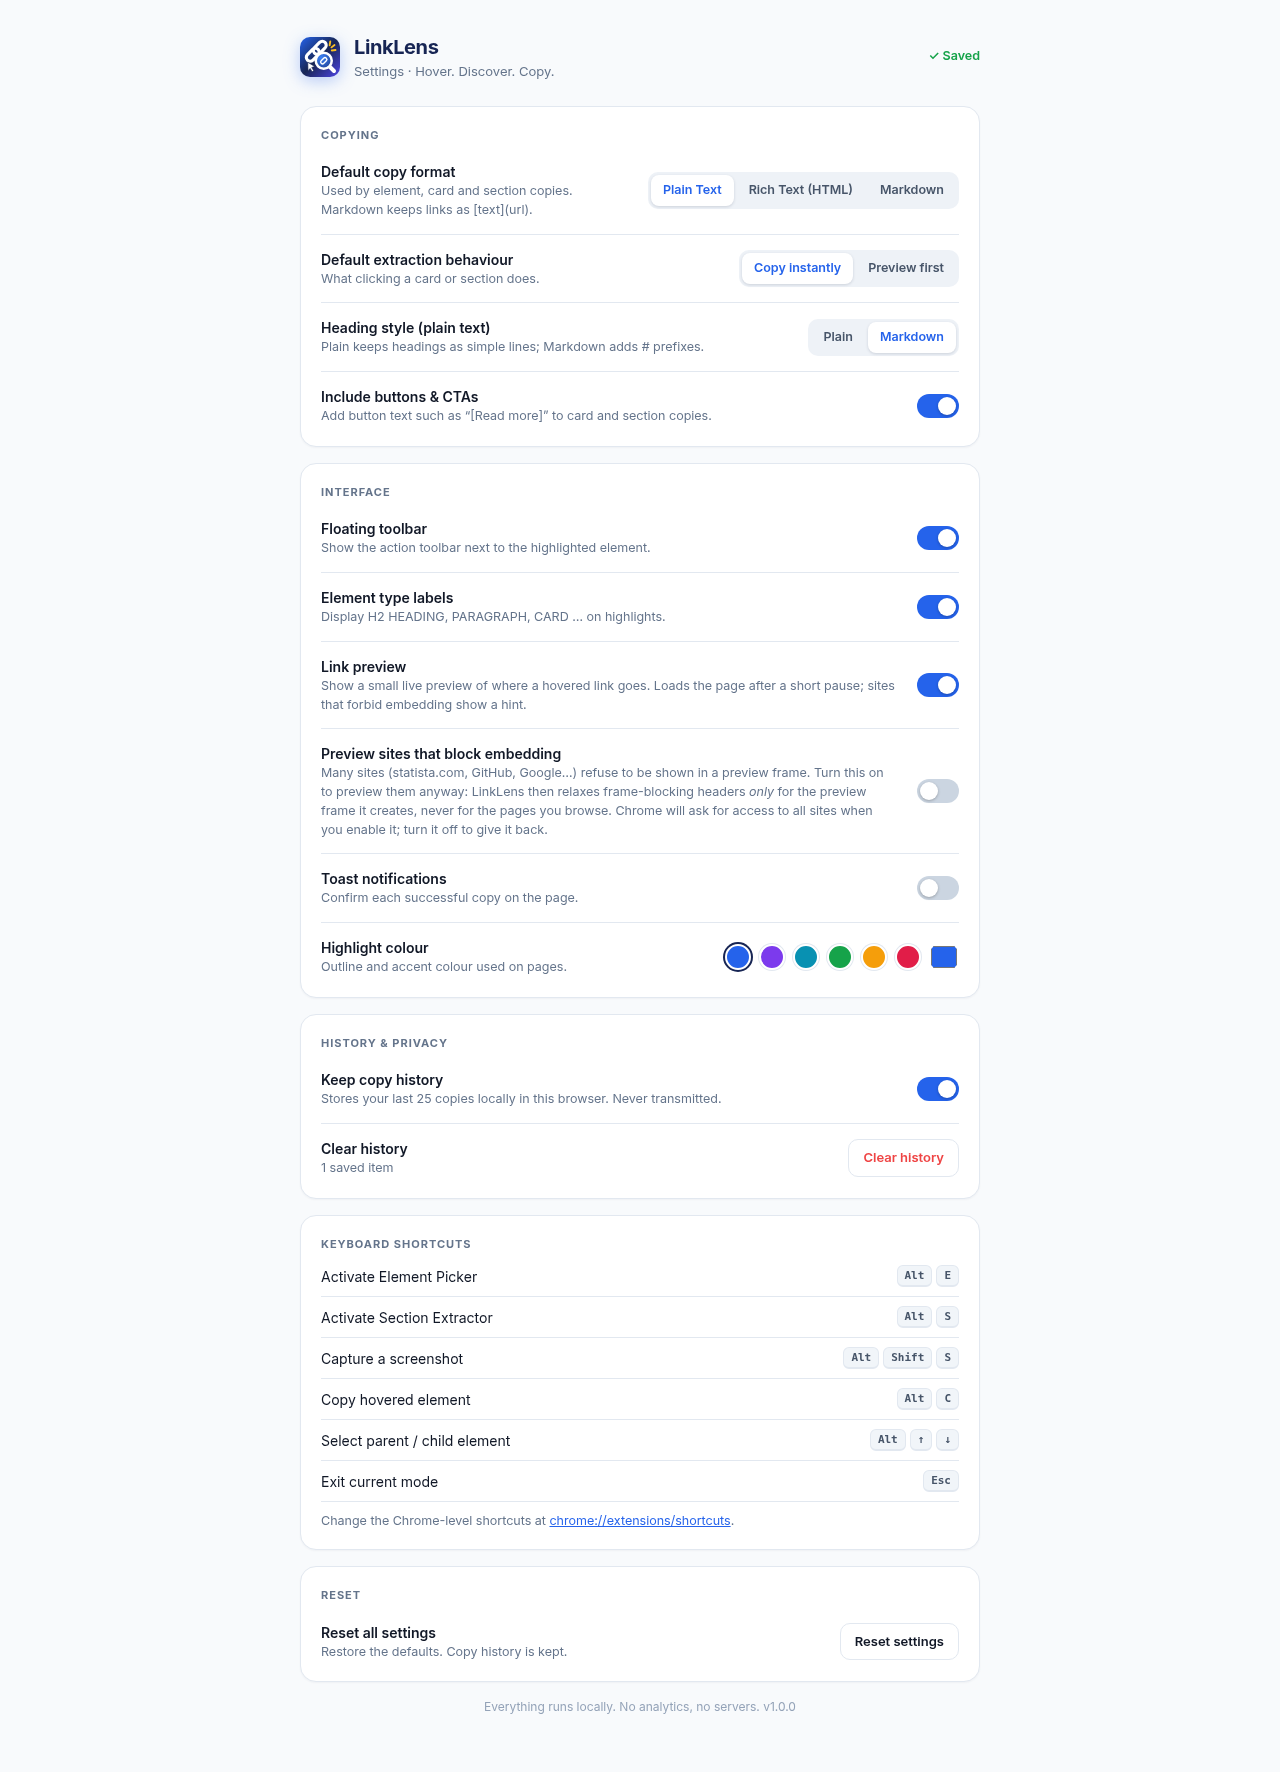 LinkLens
Settings · Hover. Discover. Copy.
✓ Saved
COPYING
Default copy format
Used by element, card and section copies.
Markdown keeps links as [text](url).
Plain Text Rich Text (HTML) Markdown
Default extraction behaviour
What clicking a card or section does.
Copy instantly Preview first
Heading style (plain text)
Plain keeps headings as simple lines; Markdown adds # prefixes.
Plain Markdown
Include buttons & CTAs
Add button text such as “[Read more]” to card and section copies.
INTERFACE
Floating toolbar
Show the action toolbar next to the highlighted element.
Element type labels
Display H2 HEADING, PARAGRAPH, CARD … on highlights.
Link preview
Show a small live preview of where a hovered link goes. Loads the page after a short pause; sites
that forbid embedding show a hint.
Preview sites that block embedding
Many sites (statista.com, GitHub, Google…) refuse to be shown in a preview frame. Turn this on
to preview them anyway: LinkLens then relaxes frame-blocking headers only for the preview
frame it creates, never for the pages you browse. Chrome will ask for access to all sites when
you enable it; turn it off to give it back.
Toast notifications
Confirm each successful copy on the page.
Highlight colour
Outline and accent colour used on pages.
HISTORY & PRIVACY
Keep copy history
Stores your last 25 copies locally in this browser. Never transmitted.
Clear history
1 saved item
Clear history
KEYBOARD SHORTCUTS
Activate Element Picker Alt E
Activate Section Extractor Alt S
Capture a screenshot Alt Shift S
Copy hovered element Alt C
Select parent / child element Alt ↑ ↓
Exit current mode Esc
Change the Chrome-level shortcuts at chrome://extensions/shortcuts.
RESET
Reset all settings
Restore the defaults. Copy history is kept.
Reset settings
Everything runs locally. No analytics, no servers. v1.0.0